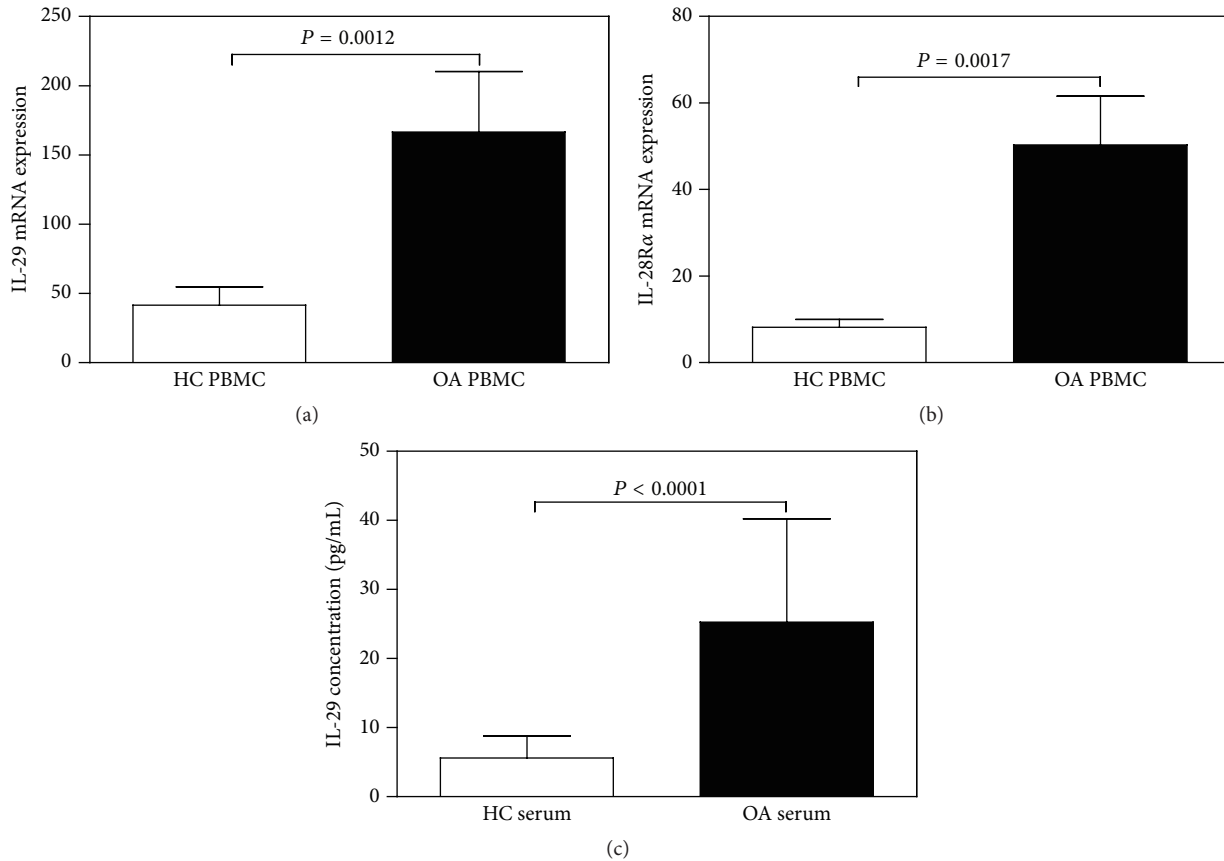 250
200
150
100
50
0
IL-29 mRNA expression
P = 0.0012
HC PBMC
OA PBMC
(a)
80
60
40
20
0
IL-28Rα mRNA expression
P = 0.0017
HC PBMC
OA PBMC
(b)
50
40
30
20
10
0
IL-29 concentration (pg/mL)
P < 0.0001
HC serum
OA serum
(c)